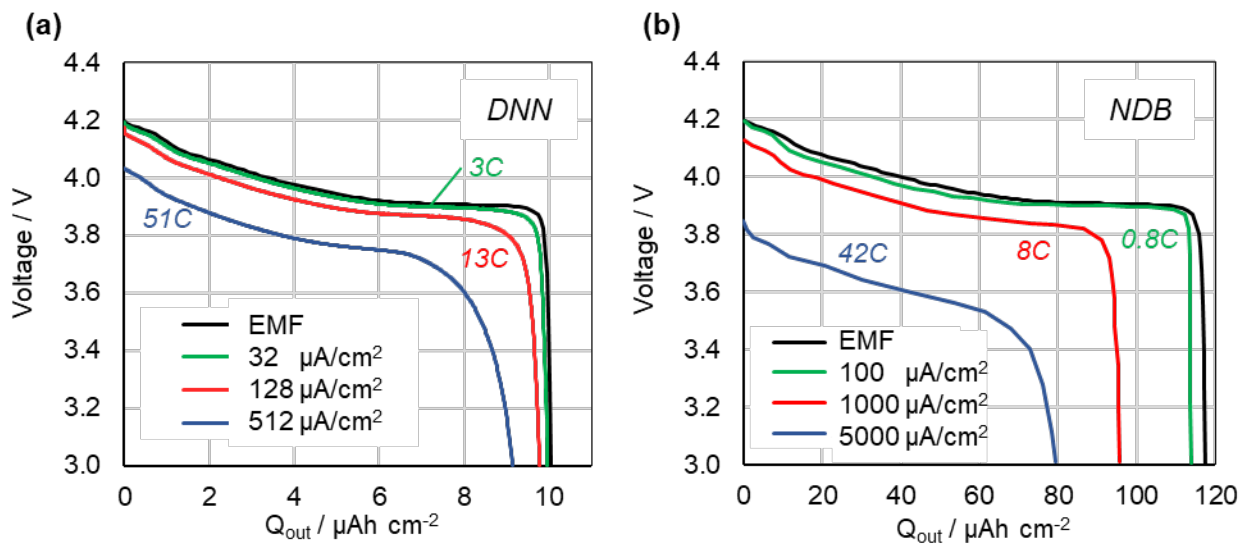 (a)
4.4
4.2
4.0
3.8
3.6
3.4
3.2
3.0
Voltage / V
DNN
3C
51C
13C
EMF
32 µA/cm²
128 µA/cm²
512 µA/cm²
0 2 4 6 8 10
Qout / µAh cm-2
(b)
4.4
4.2
4.0
3.8
3.6
3.4
3.2
3.0
Voltage / V
NDB
42C
8C
0.8C
EMF
100 µA/cm²
1000 µA/cm²
5000 µA/cm²
0 20 40 60 80 100 120
Qout / µAh cm-2